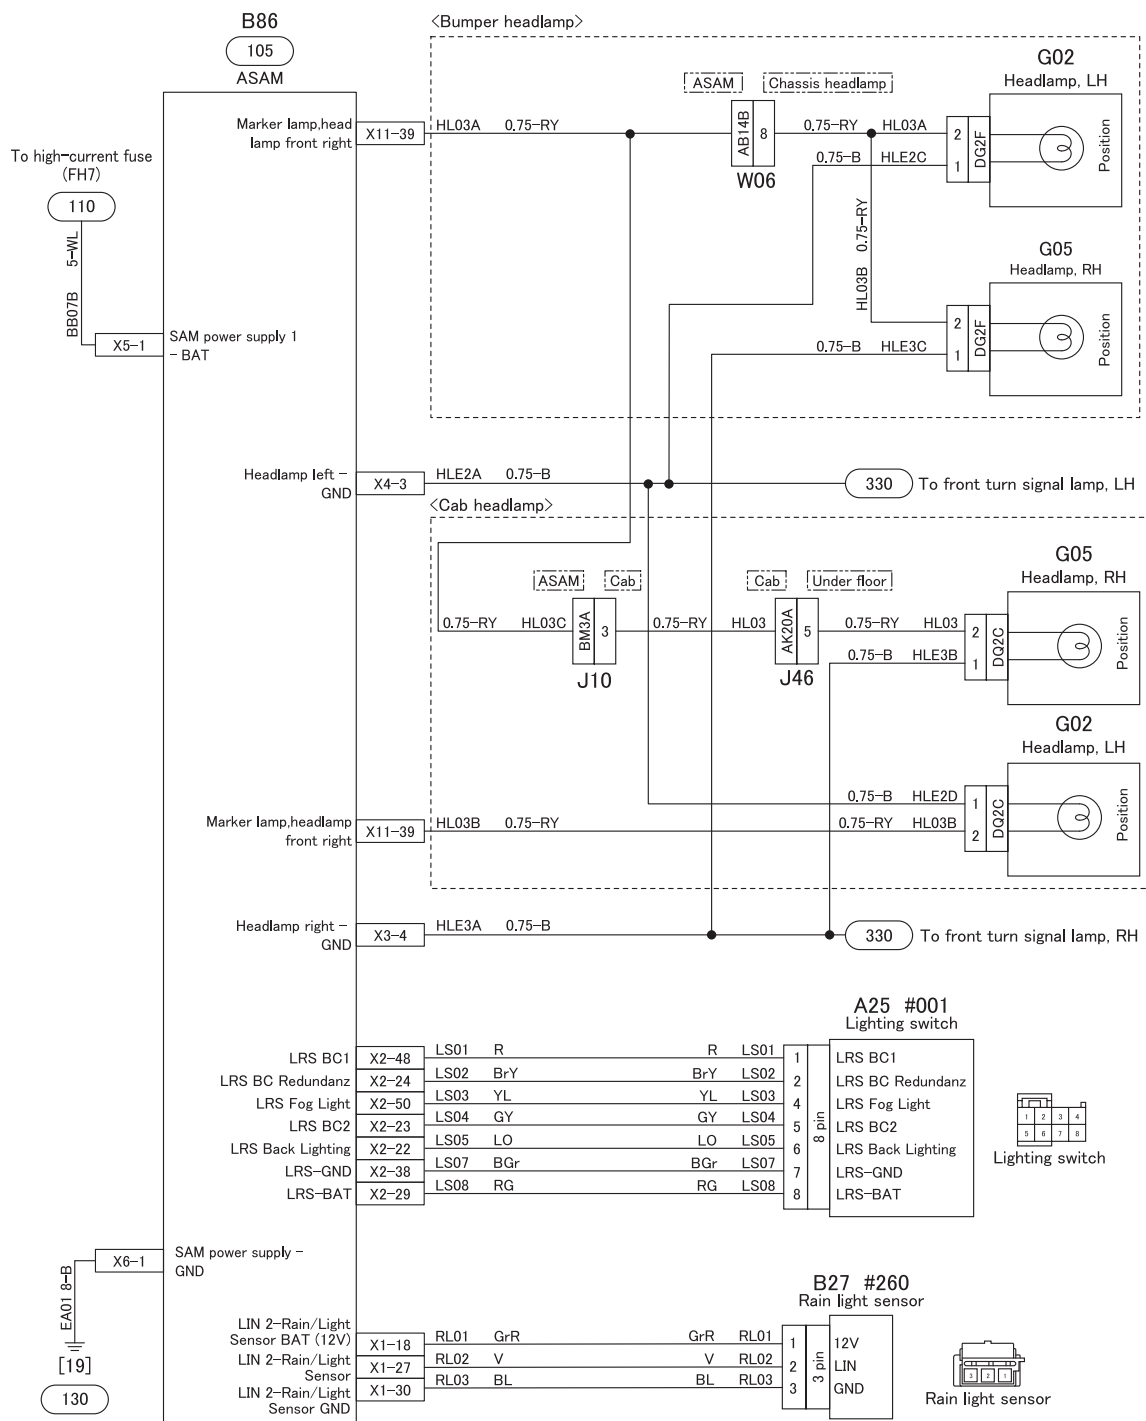 B86
105
ASAM
<Bumper headlamp>
ASAM
Chassis headlamp
G02
Headlamp, LH
Marker lamp,head
lamp front right
X11-39
HL03A
0.75-RY
AB14B
8
W06
0.75-RY
HL03A
2
1
DG2F
Position
0.75-B
HLE2C
To high-current fuse
(FH7)
110
BB07B
5-WL
HL03B
0.75-RY
G05
Headlamp, RH
2
1
DG2F
Position
0.75-B
HLE3C
X5-1
SAM power supply 1
- BAT
Headlamp left -
GND
X4-3
HLE2A
0.75-B
330
To front turn signal lamp, LH
<Cab headlamp>
ASAM
Cab
Cab
Under floor
G05
Headlamp, RH
0.75-RY
HL03C
BM3A
3
J10
0.75-RY
HL03
AK20A
5
J46
0.75-RY
HL03
2
1
DQ2C
Position
0.75-B
HLE3B
G02
Headlamp, LH
0.75-B
HLE2D
1
2
DQ2C
Position
Marker lamp,headlamp
front right
X11-39
HL03B
0.75-RY
0.75-RY
HL03B
Headlamp right -
GND
X3-4
HLE3A
0.75-B
330
To front turn signal lamp, RH
A25 #001
Lighting switch
LRS BC1 X2-48 LS01 R R LS01 1 LRS BC1
LRS BC Redundanz X2-24 LS02 BrY BrY LS02 2 LRS BC Redundanz
LRS Fog Light X2-50 LS03 YL YL LS03 4 LRS Fog Light
LRS BC2 X2-23 LS04 GY GY LS04 5 LRS BC2
LRS Back Lighting X2-22 LS05 LO LO LS05 6 LRS Back Lighting
LRS-GND X2-38 LS07 BGr BGr LS07 7 LRS-GND
LRS-BAT X2-29 LS08 RG RG LS08 8 LRS-BAT
8 pin
1 2 3 4
5 6 7 8
Lighting switch
X6-1
SAM power supply -
GND
EA01 8-B
[19]
130
B27 #260
Rain light sensor
LIN 2-Rain/Light
Sensor BAT (12V)
X1-18 RL01 GrR GrR RL01 1 12V
LIN 2-Rain/Light
Sensor
X1-27 RL02 V V RL02 2 LIN
LIN 2-Rain/Light
Sensor GND
X1-30 RL03 BL BL RL03 3 GND
3 pin
3 2 1
Rain light sensor